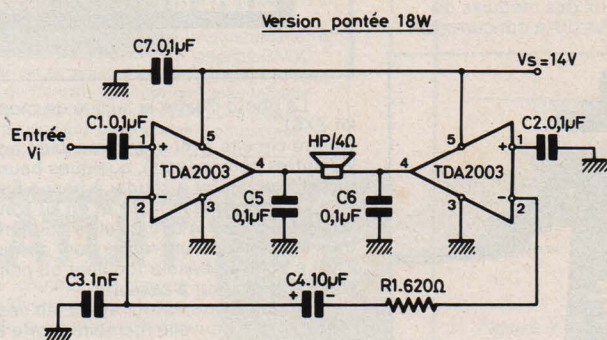 Version pontée 18W
C7.0,1µF
Vs=14V
Entrée
Vi
C1.0,1µF
1
+
5
TDA2003
4
HP/4Ω
4
5
+
1
TDA2003
C2.0,1µF
2
−
3
C5
0,1µF
C6
0,1µF
3
−
2
C3.1nF
C4.10µF
+
−
R1.620Ω